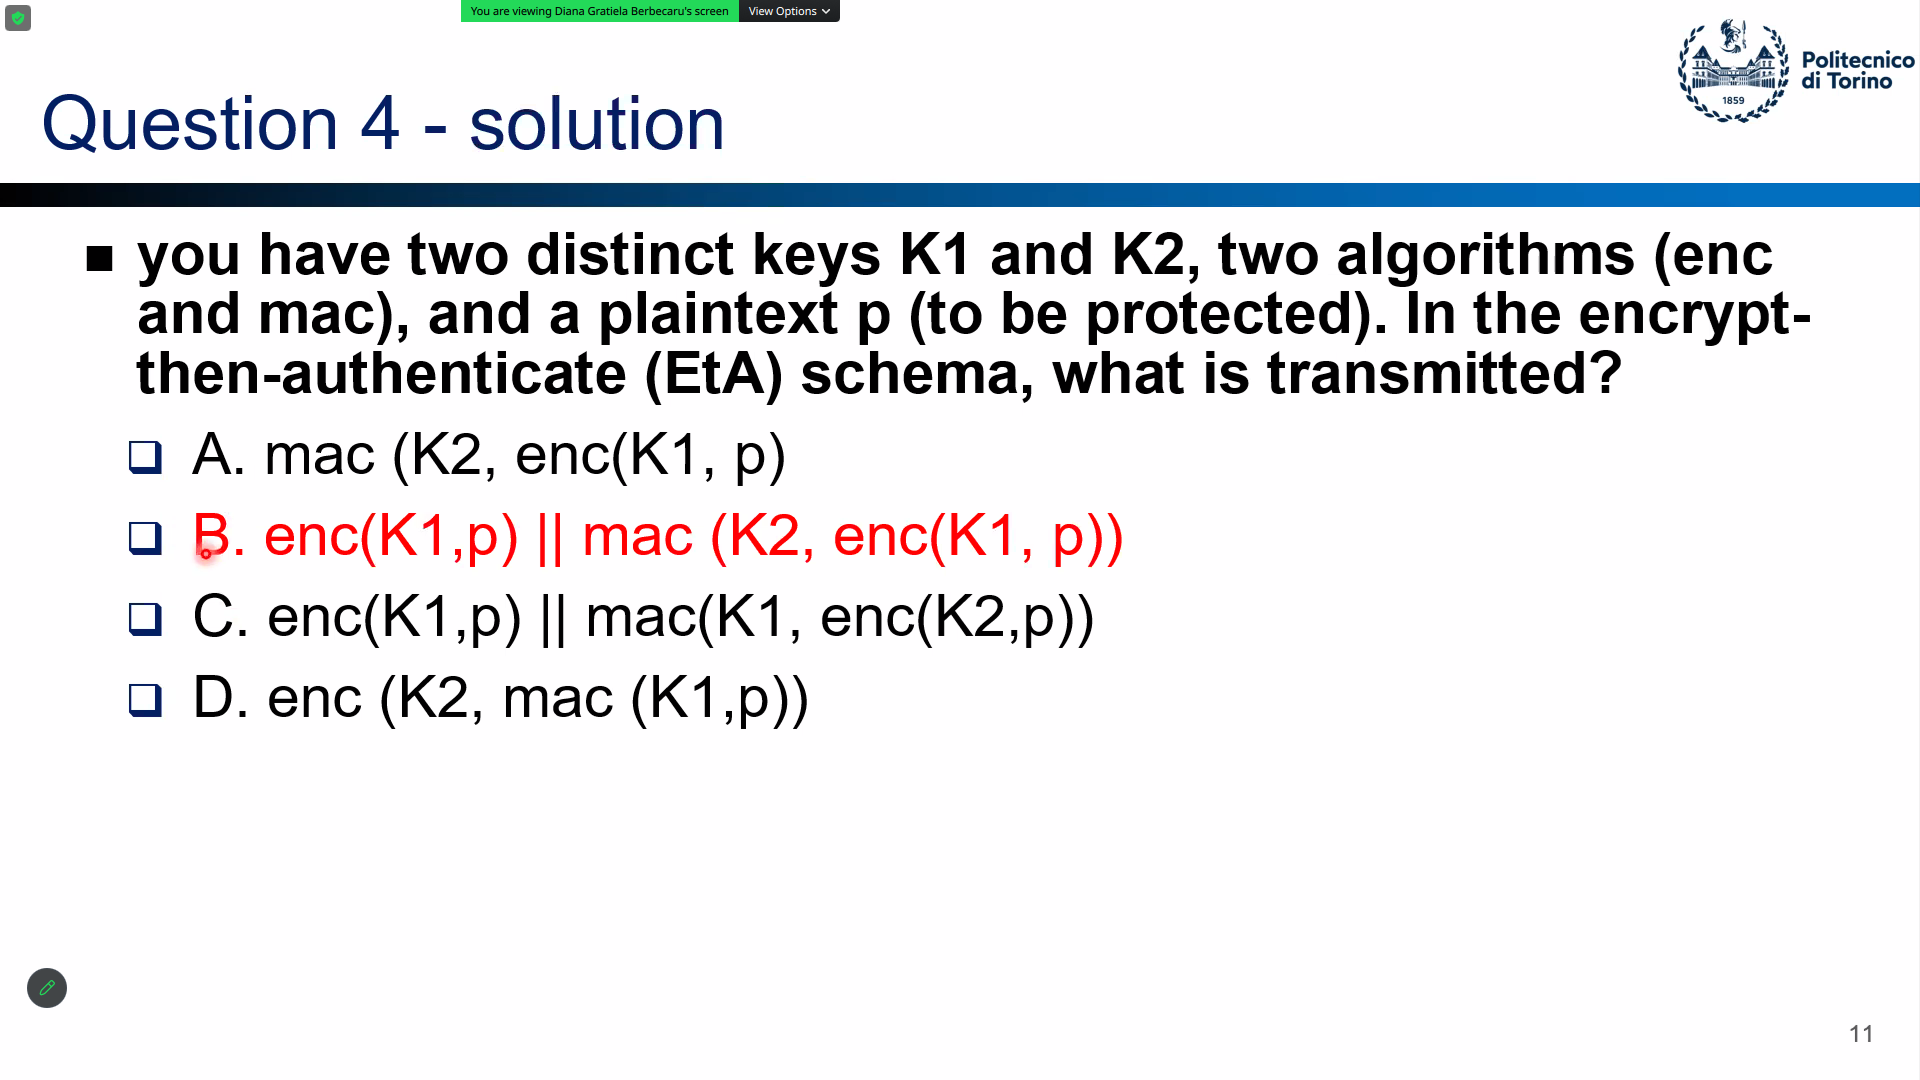 You are viewing Diana Gratiela Berbecaru's screen View Options
Politecnico
di Torino
1859
Question 4 - solution
you have two distinct keys K1 and K2, two algorithms (enc
and mac), and a plaintext p (to be protected). In the encrypt-
then-authenticate (EtA) schema, what is transmitted?
A. mac (K2, enc(K1, p)
B. enc(K1,p) || mac (K2, enc(K1, p))
C. enc(K1,p) || mac(K1, enc(K2,p))
D. enc (K2, mac (K1,p))
11